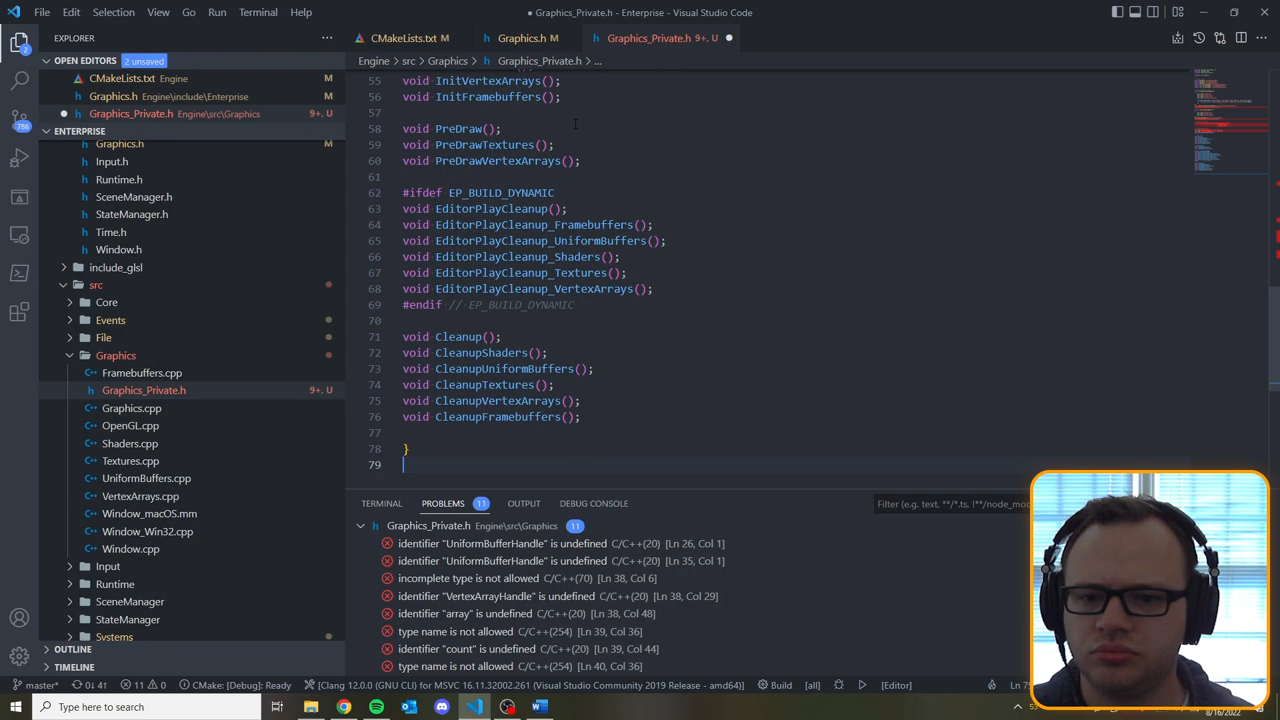 File Edit Selection View Go Run Terminal Help
Graphics_Private.h - Enterprise - Visual Studio Code
EXPLORER
OPEN EDITORS 2 unsaved
CMakeLists.txt Engine M
Graphics.h Engine\include\Enterprise M
Graphics_Private.h Engine\src\Graphics 9+, U
ENTERPRISE
Graphics.h M
Input.h
Runtime.h
SceneManager.h
StateManager.h
Time.h
Window.h
include_glsl
src
Core
Events
File
Graphics
Framebuffers.cpp
Graphics_Private.h 9+, U
Graphics.cpp
OpenGL.cpp
Shaders.cpp
Textures.cpp
UniformBuffers.cpp
VertexArrays.cpp
Window_macOS.mm
Window_Win32.cpp
Window.cpp
Input
Runtime
SceneManager
StateManager
Systems
OUTLINE
TIMELINE
2
786
CMakeLists.txt M
Graphics.h M
Graphics_Private.h 9+, U
Engine > src > Graphics > Graphics_Private.h > ...
55 void InitVertexArrays();
56 void InitFramebuffers();
57
58 void PreDraw();
59 void PreDrawTextures();
60 void PreDrawVertexArrays();
61
62 #ifdef EP_BUILD_DYNAMIC
63 void EditorPlayCleanup();
64 void EditorPlayCleanup_Framebuffers();
65 void EditorPlayCleanup_UniformBuffers();
66 void EditorPlayCleanup_Shaders();
67 void EditorPlayCleanup_Textures();
68 void EditorPlayCleanup_VertexArrays();
69 #endif // EP_BUILD_DYNAMIC
70
71 void Cleanup();
72 void CleanupShaders();
73 void CleanupUniformBuffers();
74 void CleanupTextures();
75 void CleanupVertexArrays();
76 void CleanupFramebuffers();
77
78 }
79
TERMINAL PROBLEMS 11 OUTPUT DEBUG CONSOLE
Filter (e.g. text, **/*.ts, !**/node_mod
Graphics_Private.h Engine\src\Graphics 11
identifier "UniformBufferHandle" is undefined C/C++(20) [Ln 25, Col 1]
identifier "UniformBufferHandle" is undefined C/C++(20) [Ln 35, Col 1]
incomplete type is not allowed C/C++(70) [Ln 38, Col 6]
identifier "VertexArrayHandle" is undefined C/C++(20) [Ln 38, Col 29]
identifier "array" is undefined C/C++(20) [Ln 38, Col 48]
type name is not allowed C/C++(254) [Ln 39, Col 36]
identifier "count" is undefined C/C++(20) [Ln 39, Col 44]
type name is not allowed C/C++(254) [Ln 40, Col 36]
master* 0↓ 4↑ 11 0 CMake: [Debug]: Ready [Clang 12.0.0 (GNU CLI) for MSVC 16.11.32002.261 (Visual Studio Community 2019 Release - amd64)] Build [all] [Editor]
Type here to search
8/16/2022